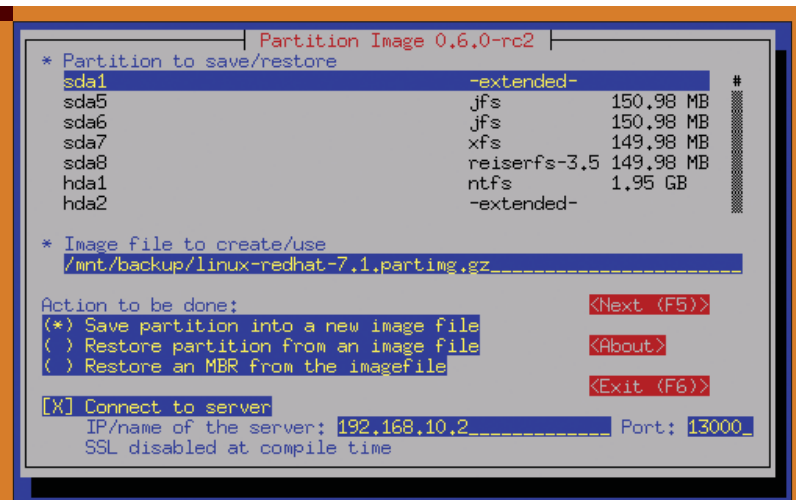 Partition Image 0.6.0-rc2
* Partition to save/restore
sda1 -extended- #
sda5 jfs 150.98 MB
sda6 jfs 150.98 MB
sda7 xfs 149.98 MB
sda8 reiserfs-3.5 149.98 MB
hda1 ntfs 1.95 GB
hda2 -extended-
* Image file to create/use
/mnt/backup/linux-redhat-7.1.partimg.gz_______________________
Action to be done: <Next (F5)>
(*) Save partition into a new image file
( ) Restore partition from an image file <About>
( ) Restore an MBR from the imagefile
<Exit (F6)>
[X] Connect to server
IP/name of the server: 192.168.10.2_____________ Port: 13000_
SSL disabled at compile time